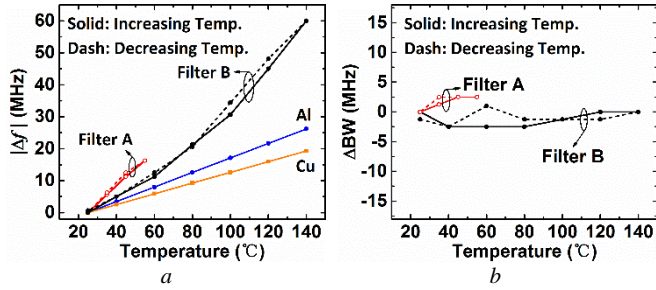 Solid: Increasing Temp.
Dash: Decreasing Temp.
Filter B
Filter A
Al
Cu
|Δf| (MHz)
60
50
40
30
20
10
0
20 40 60 80 100 120 140
Temperature (℃)
a
Solid: Increasing Temp.
Dash: Decreasing Temp.
Filter A
Filter B
ΔBW (MHz)
15
10
5
0
-5
-10
-15
20 40 60 80 100 120 140
Temperature (℃)
b